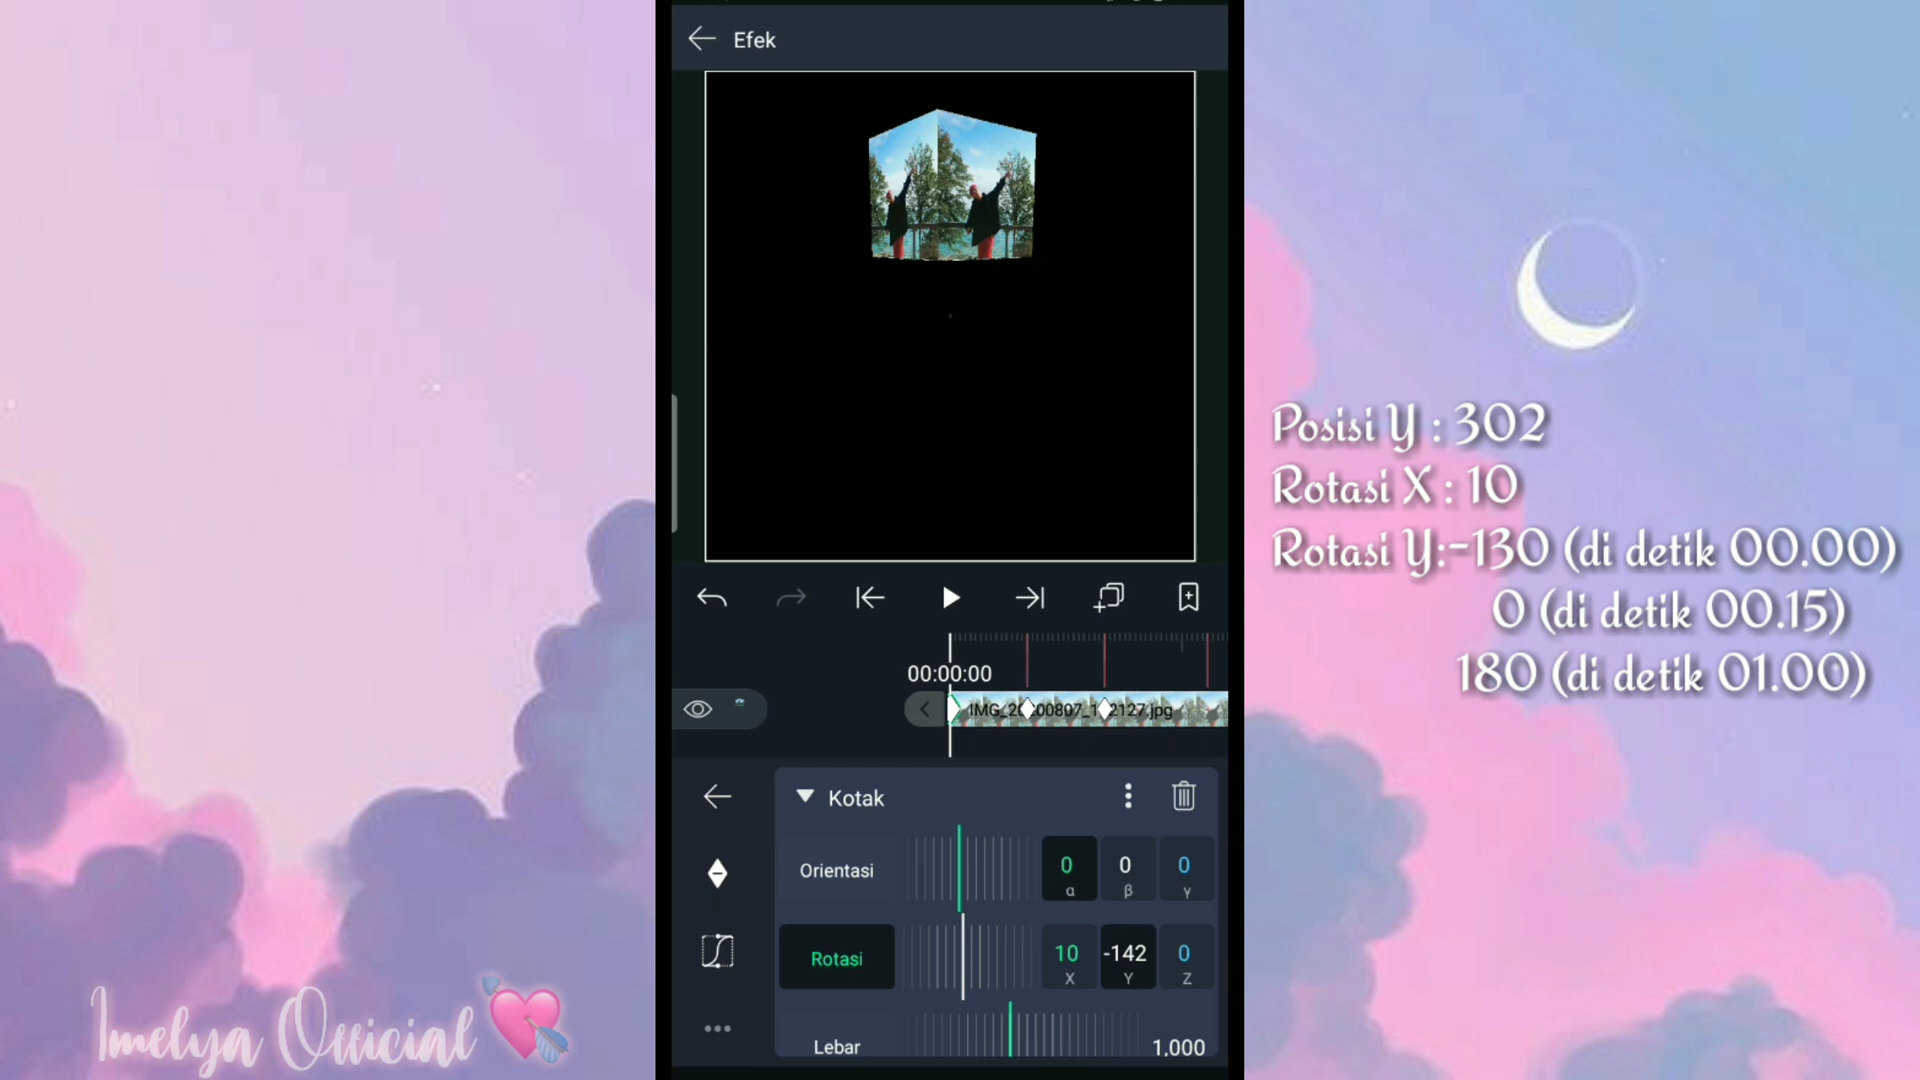 Efek
Posisi Y : 302
Rotasi X : 10
Rotasi Y:-130 (di detik 00.00)
0 (di detik 00.15)
180 (di detik 01.00)
00:00:00
IMG_20 00807_1 2127.jpg
Kotak
Orientasi 0 0 0
α β γ
Rotasi 10 -142 0
X Y Z
Lebar 1,000
Imelya Official